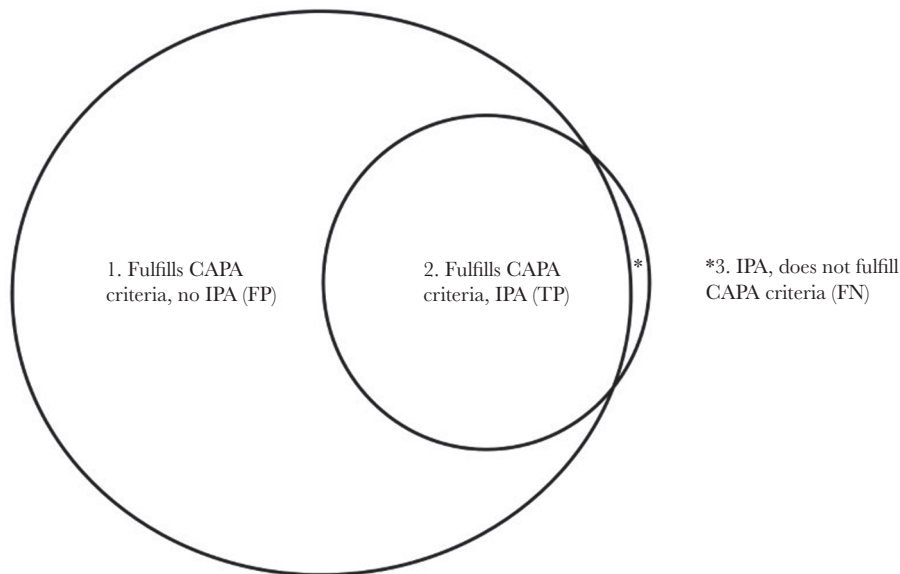 1. Fulfills CAPA
criteria, no IPA (FP)
2. Fulfills CAPA
criteria, IPA (TP)
*
*3. IPA, does not fulfill
CAPA criteria (FN)